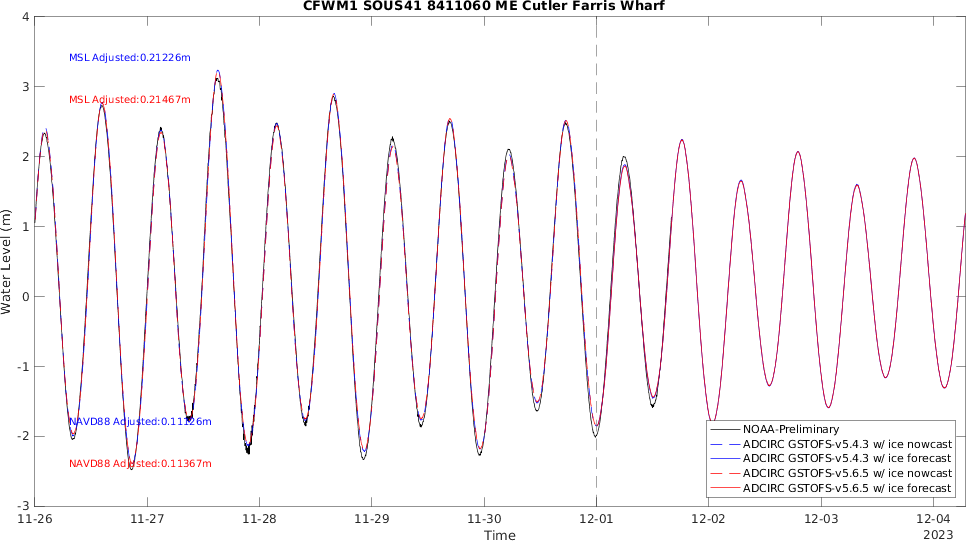 CFWM1 SOUS41 8411060 ME Cutler Farris Wharf
4
MSL Adjusted:0.21226m
3
MSL Adjusted:0.21467m
2
1
Water Level (m)
0
-1
NAVD88 Adjusted:0.11126m
NOAA-Preliminary
-2
ADCIRC GSTOFS-v5.4.3 w/ ice nowcast
ADCIRC GSTOFS-v5.4.3 w/ ice forecast
NAVD88 Adjusted:0.11367m
ADCIRC GSTOFS-v5.6.5 w/ ice nowcast
ADCIRC GSTOFS-v5.6.5 w/ ice forecast
-3
11-26 11-27 11-28 11-29 11-30 12-01 12-02 12-03 12-04
Time
2023